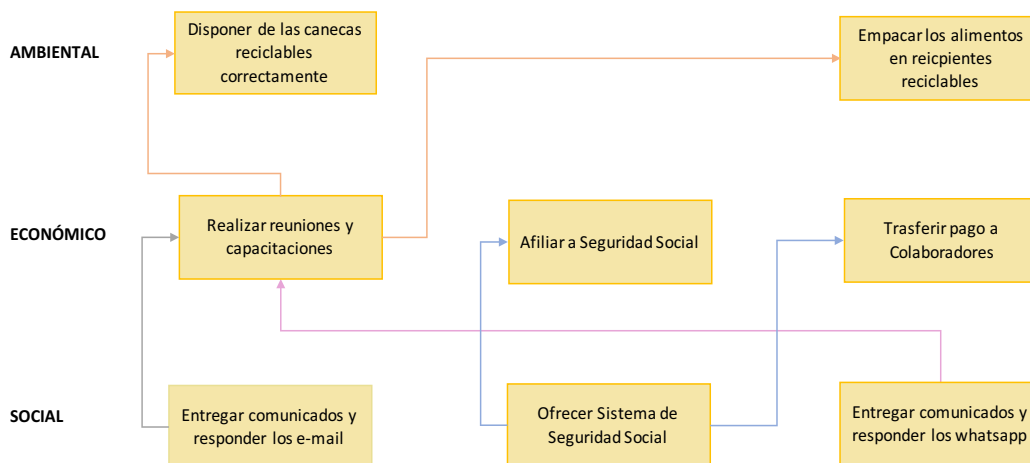 AMBIENTAL
Disponer de las canecas
reciclables
correctamente
Empacar los alimentos
en reicpientes
reciclables
ECONÓMICO
Realizar reuniones y
capacitaciones
Afiliar a Seguridad Social
Trasferir pago a
Colaboradores
SOCIAL
Entregar comunicados y
responder los e-mail
Ofrecer Sistema de
Seguridad Social
Entregar comunicados y
responder los whatsapp